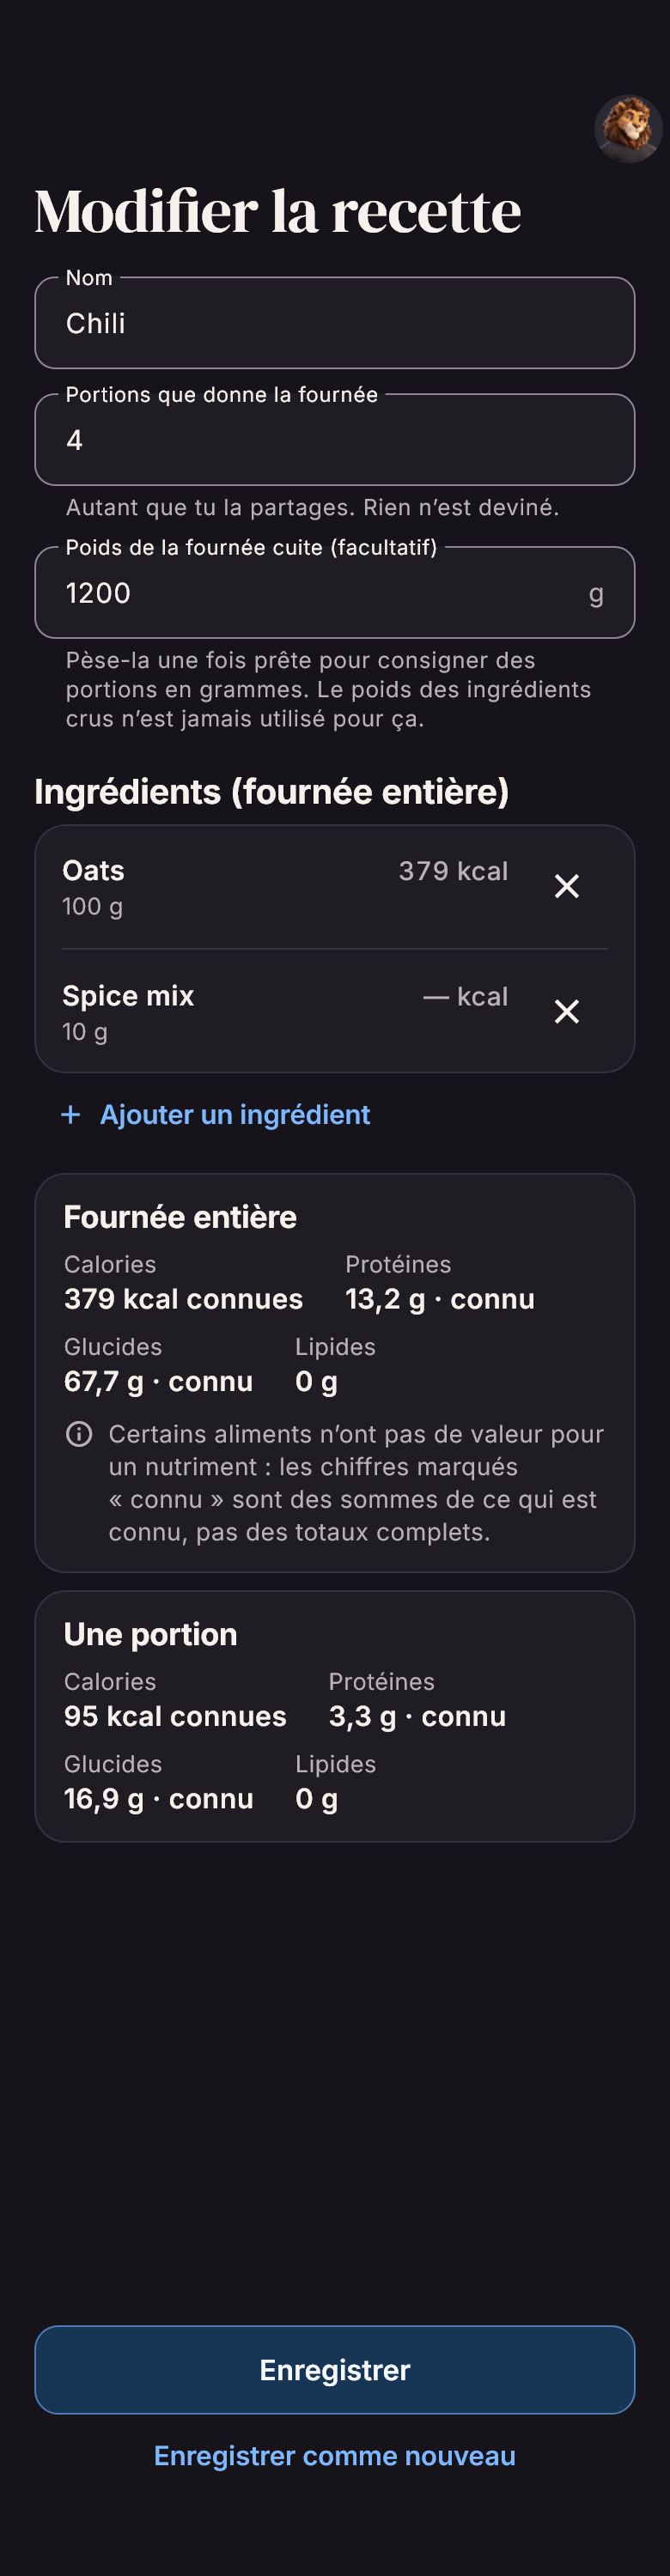 Modifier la recette
Nom
Chili
Portions que donne la fournée
4
Autant que tu la partages. Rien n’est deviné.
Poids de la fournée cuite (facultatif)
1200 g
Pèse-la une fois prête pour consigner des
portions en grammes. Le poids des ingrédients
crus n’est jamais utilisé pour ça.
Ingrédients (fournée entière)
Oats 379 kcal
100 g
Spice mix — kcal
10 g
+ Ajouter un ingrédient
Fournée entière
Calories Protéines
379 kcal connues 13,2 g · connu
Glucides Lipides
67,7 g · connu 0 g
Certains aliments n’ont pas de valeur pour
un nutriment : les chiffres marqués
« connu » sont des sommes de ce qui est
connu, pas des totaux complets.
Une portion
Calories Protéines
95 kcal connues 3,3 g · connu
Glucides Lipides
16,9 g · connu 0 g
Enregistrer
Enregistrer comme nouveau